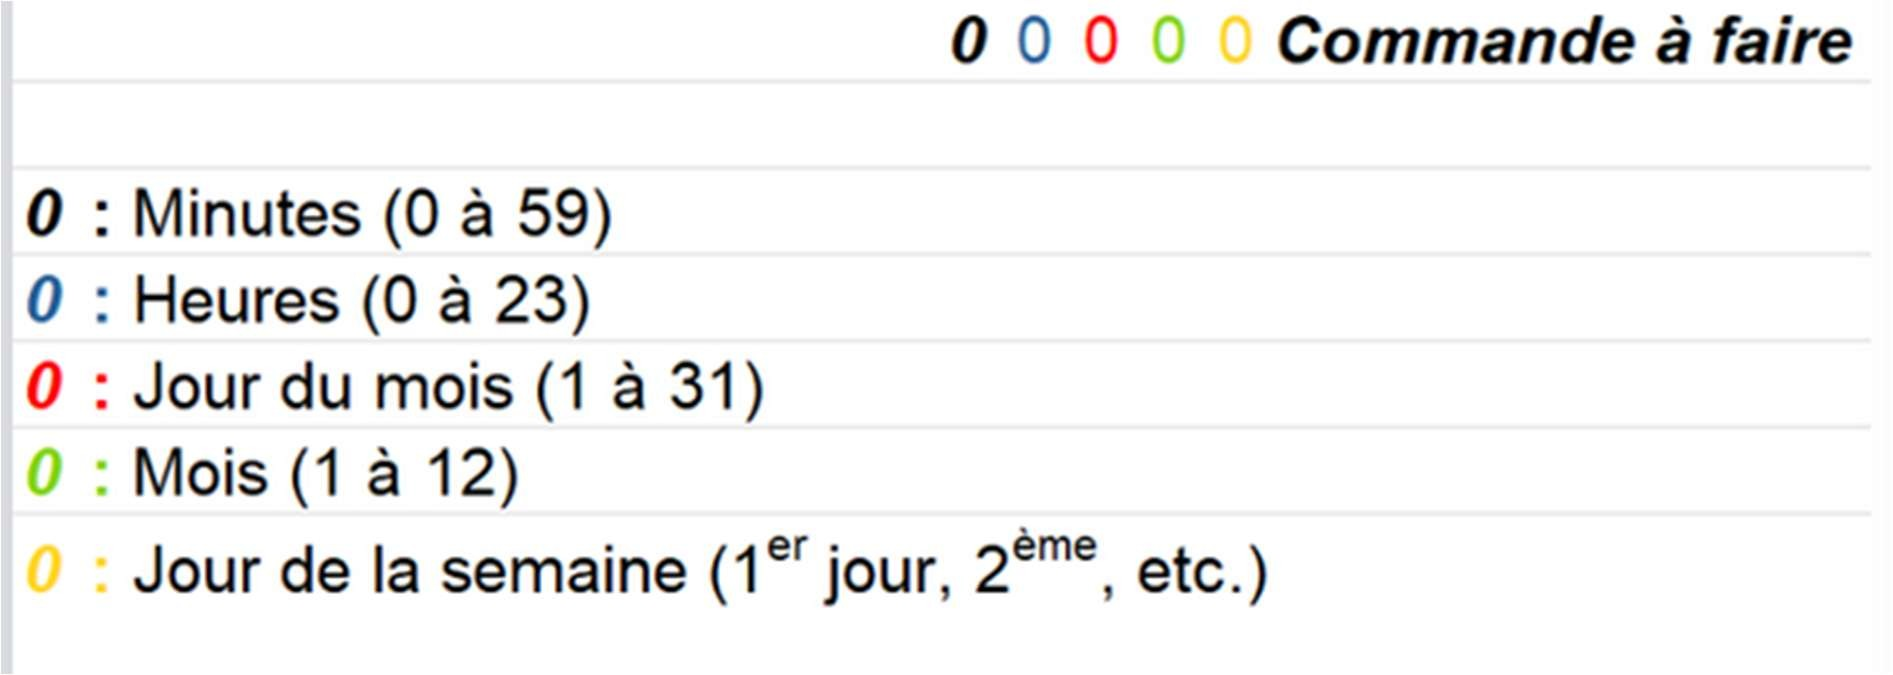 0 0 0 0 0 Commande à faire
0 : Minutes (0 à 59)
0 : Heures (0 à 23)
0 : Jour du mois (1 à 31)
0 : Mois (1 à 12)
0 : Jour de la semaine (1er jour, 2ème, etc.)